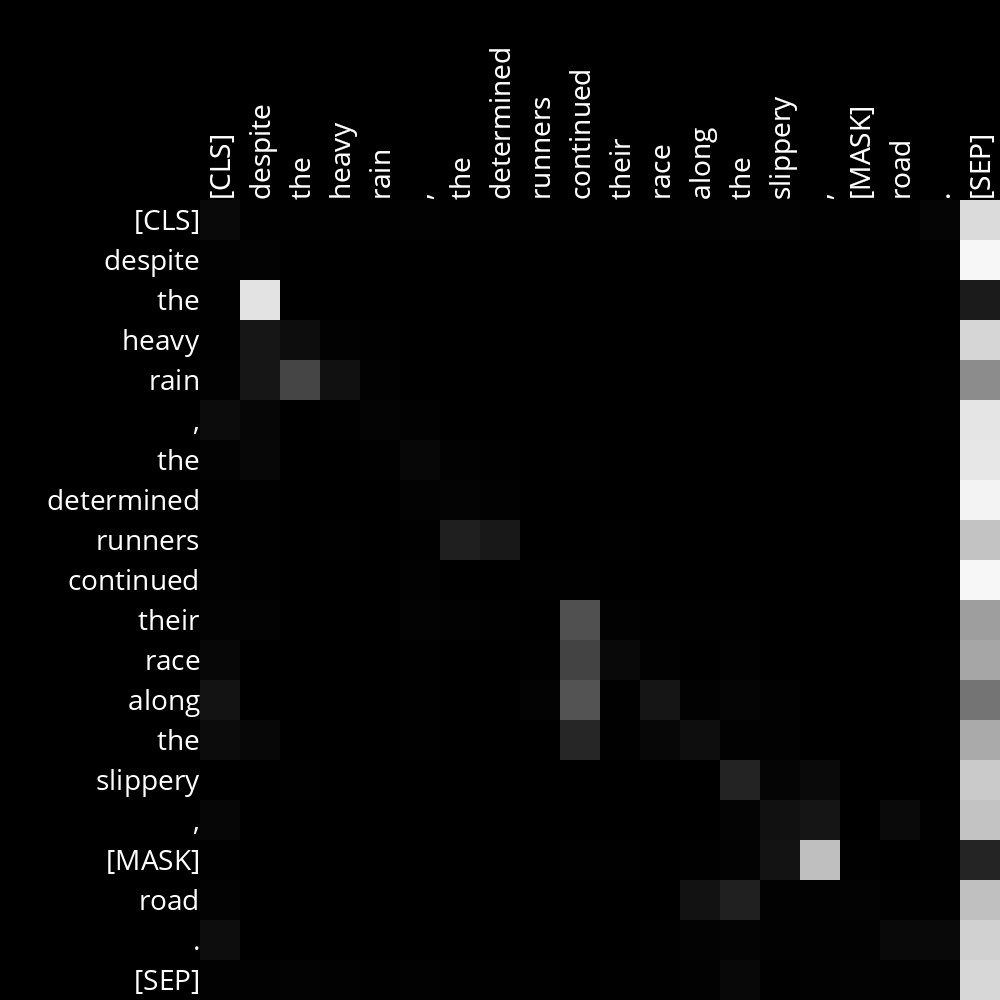 [CLS] despite the heavy rain , the determined runners continued their race along the slippery , [MASK] road . [SEP]
[CLS]
despite
the
heavy
rain
,
the
determined
runners
continued
their
race
along
the
slippery
,
[MASK]
road
.
[SEP]